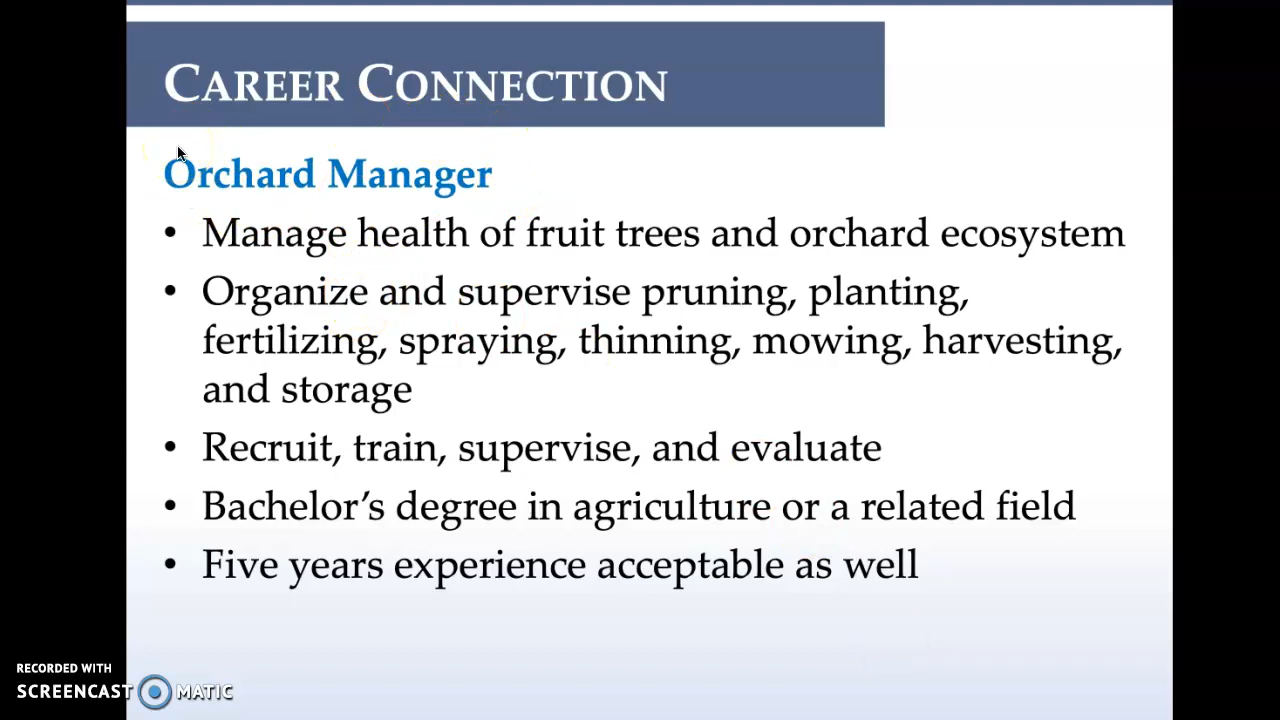 CAREER CONNECTION
Orchard Manager
• Manage health of fruit trees and orchard ecosystem
• Organize and supervise pruning, planting,
fertilizing, spraying, thinning, mowing, harvesting,
and storage
• Recruit, train, supervise, and evaluate
• Bachelor’s degree in agriculture or a related field
• Five years experience acceptable as well
RECORDED WITH
SCREENCAST MATIC